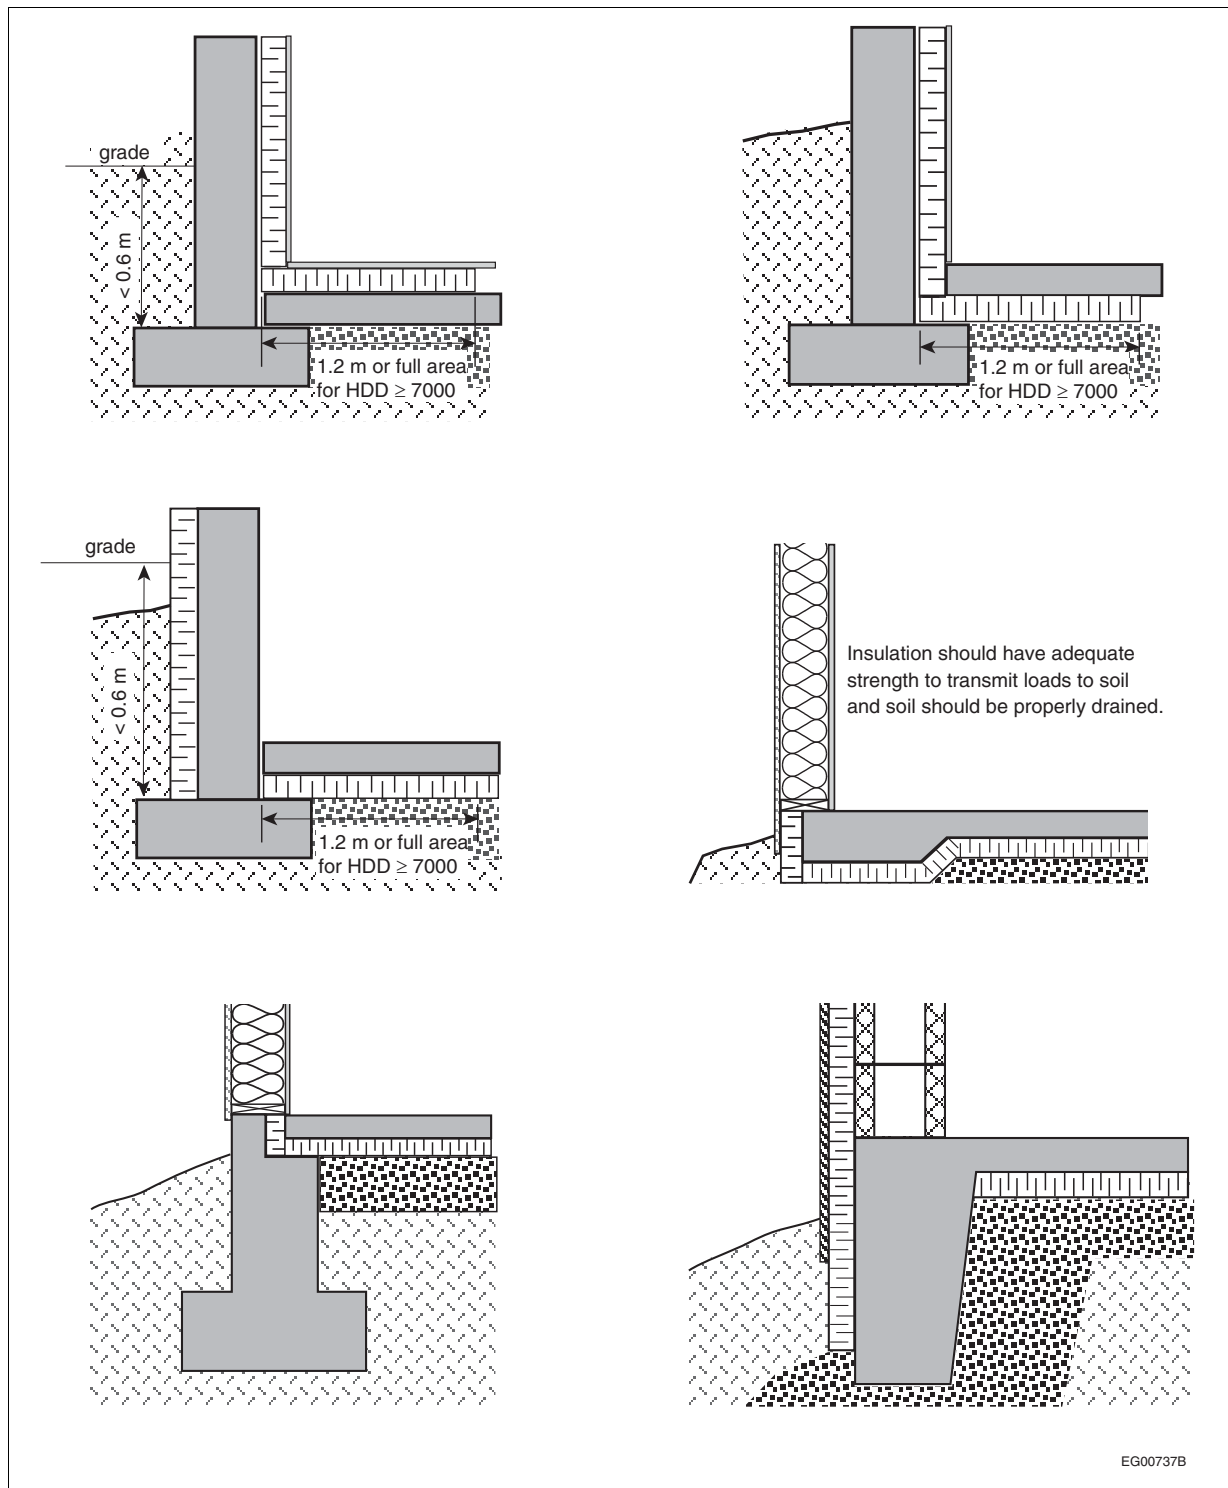 grade
< 0.6 m
1.2 m or full area
for HDD ≥ 7000
1.2 m or full area
for HDD ≥ 7000
grade
< 0.6 m
1.2 m or full area
for HDD ≥ 7000
Insulation should have adequate
strength to transmit loads to soil
and soil should be properly drained.
EG00737B